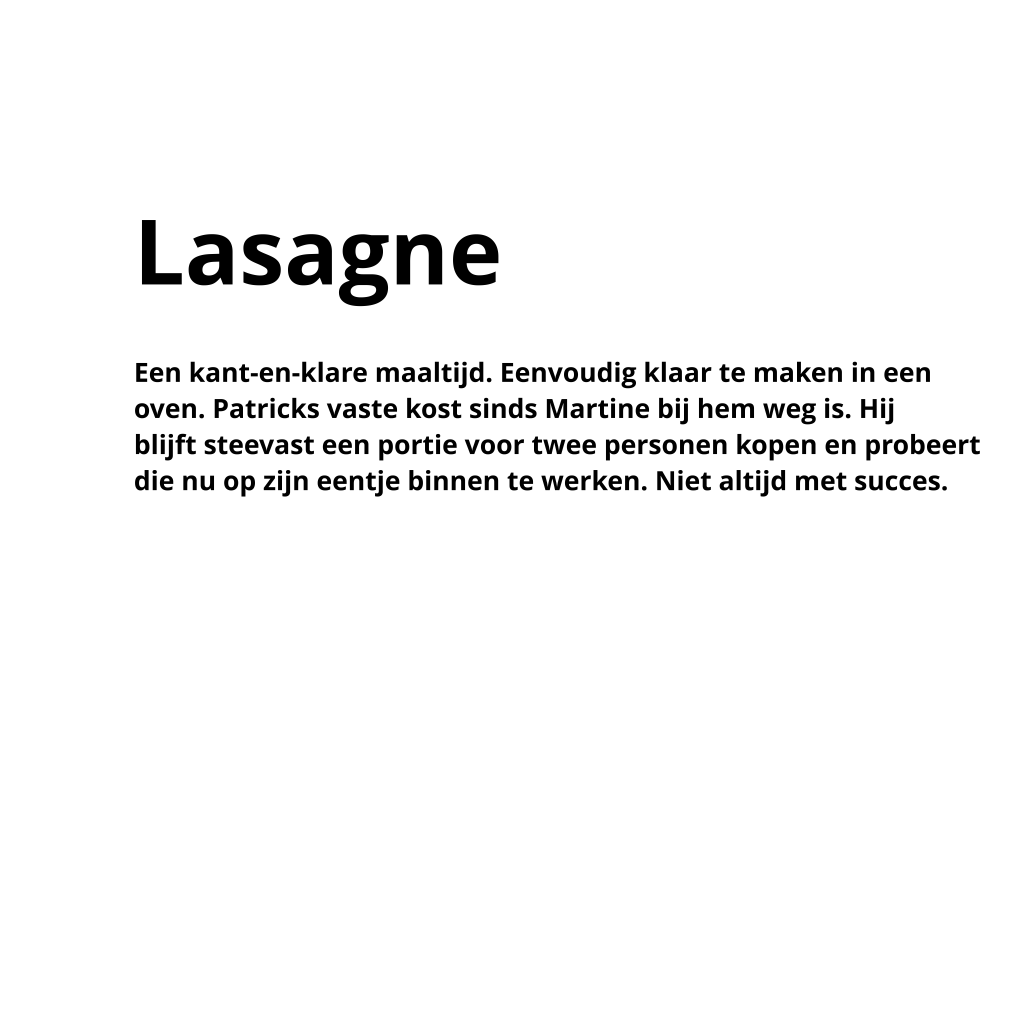 Lasagne
Een kant-en-klare maaltijd. Eenvoudig klaar te maken in een
oven. Patricks vaste kost sinds Martine bij hem weg is. Hij
blijft steevast een portie voor twee personen kopen en probeert
die nu op zijn eentje binnen te werken. Niet altijd met succes.